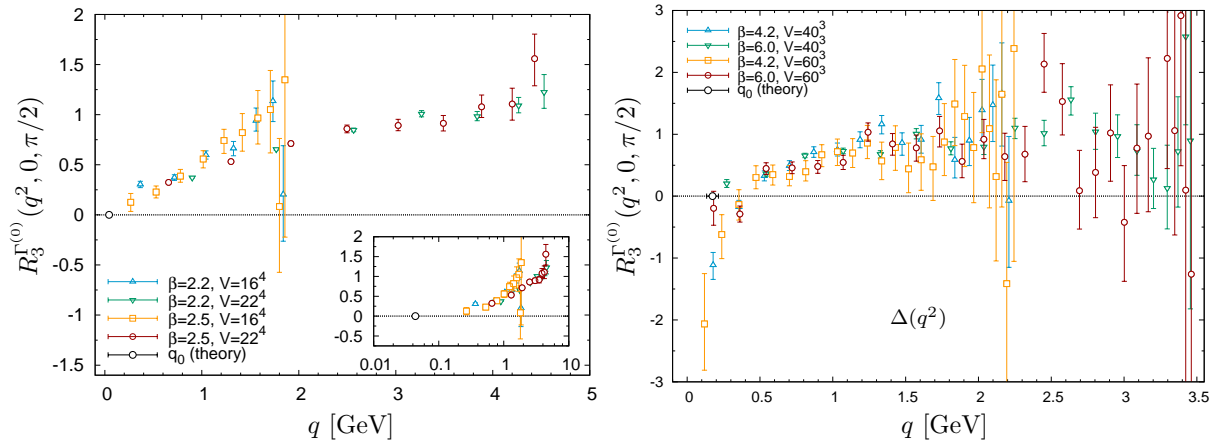 R_3^{Γ^{(0)}}(q^2, 0, π/2)
2
1.5
1
0.5
0
-0.5
-1
-1.5
β=2.2, V=16^4
β=2.2, V=22^4
β=2.5, V=16^4
β=2.5, V=22^4
q_0 (theory)
1.5
1
0.5
0
-0.5
0.01 0.1 1 10
0 1 2 3 4 5
q [GeV]
R_3^{Γ^{(0)}}(q^2, 0, π/2)
3
2
1
0
-1
-2
-3
β=4.2, V=40^3
β=6.0, V=40^3
β=4.2, V=60^3
β=6.0, V=60^3
q_0 (theory)
Δ(q^2)
0 0.5 1 1.5 2 2.5 3 3.5
q [GeV]